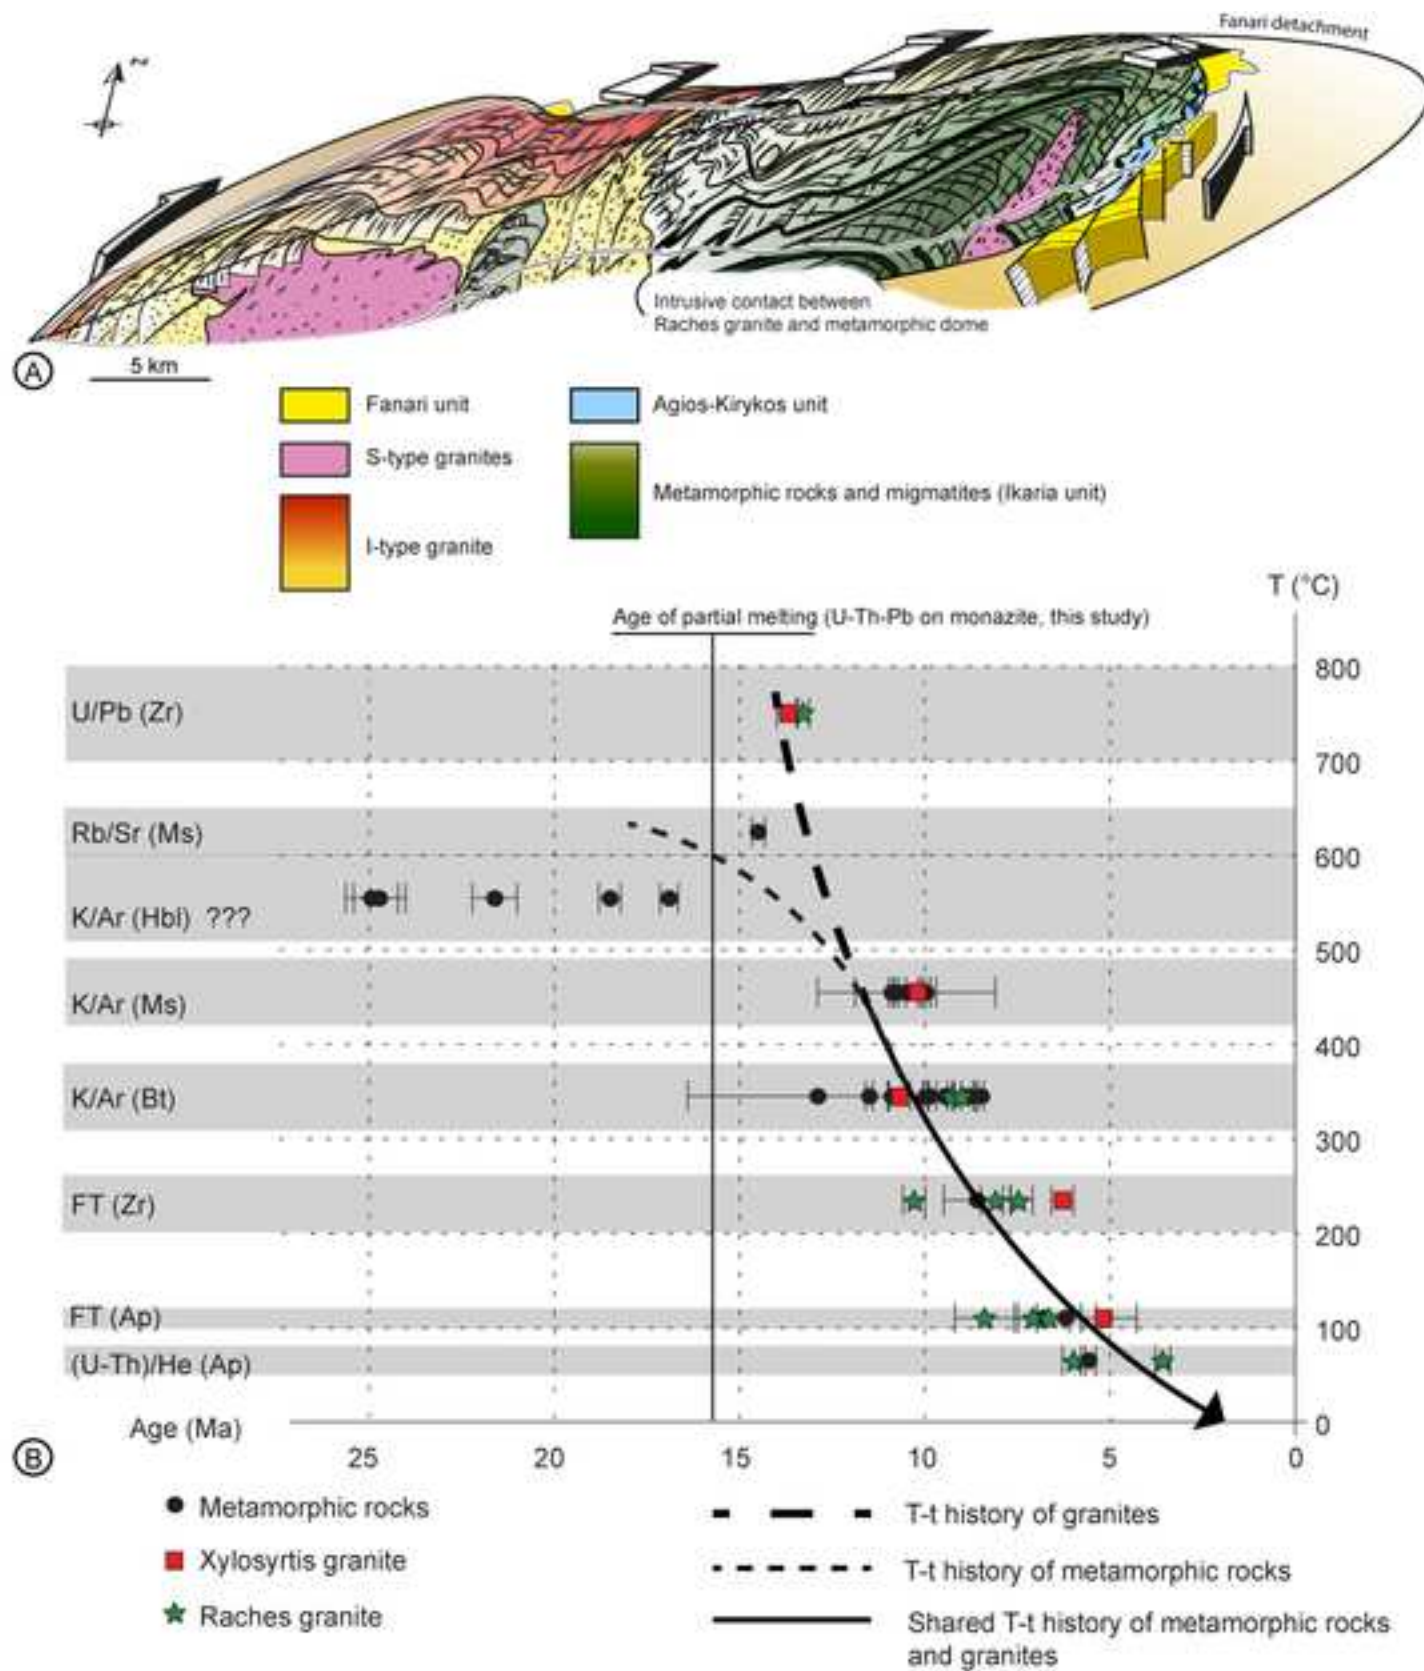 Fanari detachment
N
Intrusive contact between
Raches granite and metamorphic dome
A
5 km
Fanari unit
Agios-Kirykos unit
S-type granites
Metamorphic rocks and migmatites (Ikaria unit)
I-type granite
T (°C)
Age of partial melting (U-Th-Pb on monazite, this study)
800
U/Pb (Zr)
700
Rb/Sr (Ms)
600
K/Ar (Hbl) ???
500
K/Ar (Ms)
400
K/Ar (Bt)
300
FT (Zr)
200
FT (Ap)
100
(U-Th)/He (Ap)
0
Age (Ma)
B
25 20 15 10 5 0
Metamorphic rocks
T-t history of granites
Xylosyrtis granite
T-t history of metamorphic rocks
Raches granite
Shared T-t history of metamorphic rocks
and granites